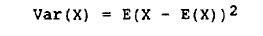 Var(X) = E(X - E(X))²